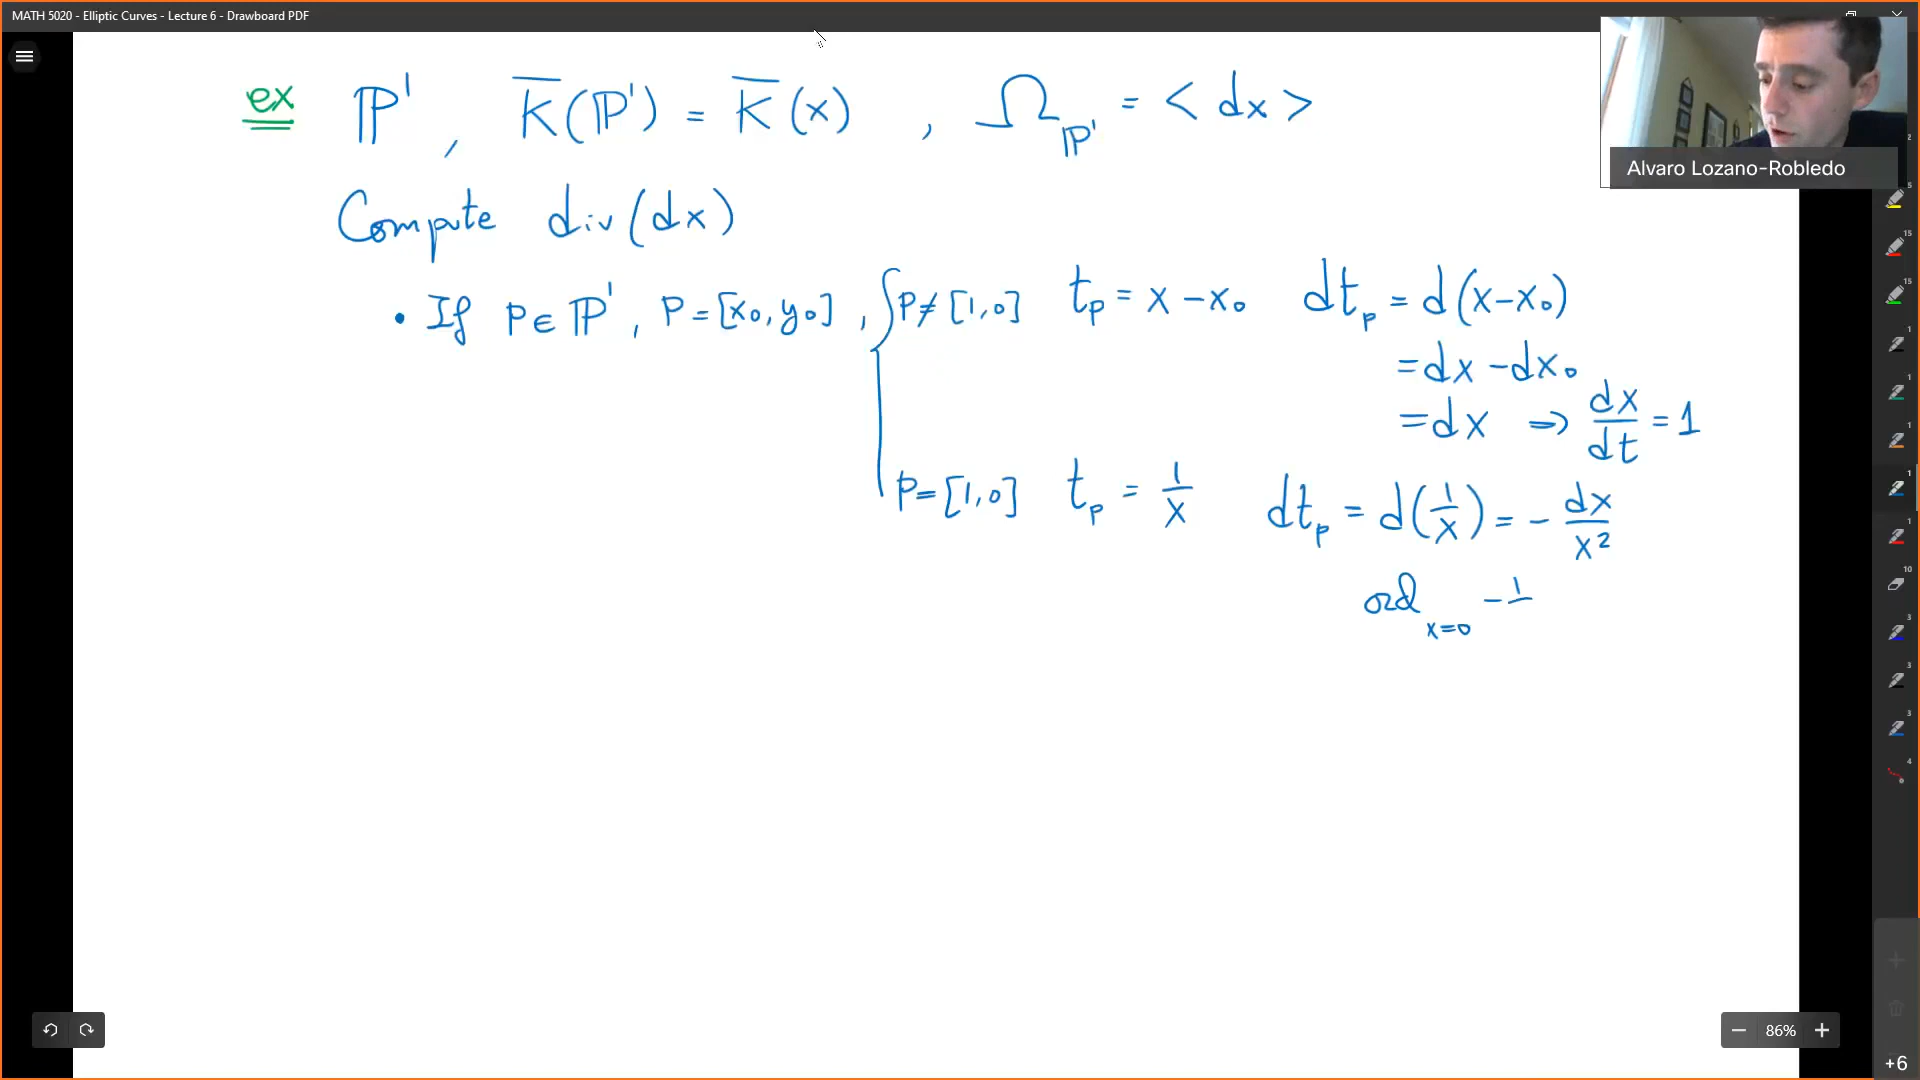 MATH 5020 - Elliptic Curves - Lecture 6 - Drawboard PDF
ex ℙ¹, K̅(ℙ¹) = K̅(x), Ω_ℙ¹ = < dx >
Alvaro Lozano-Robledo
Compute div(dx)
• If P ∈ ℙ¹, P = [x₀, y₀], { P ≠ [1,0] t_P = x - x₀ dt_P = d(x-x₀)
= dx - dx₀
= dx ⇒ dx/dt = 1
P = [1,0] t_P = 1/x dt_P = d(1/x) = - dx/x²
ord_{x=0} -1/
86%
+6